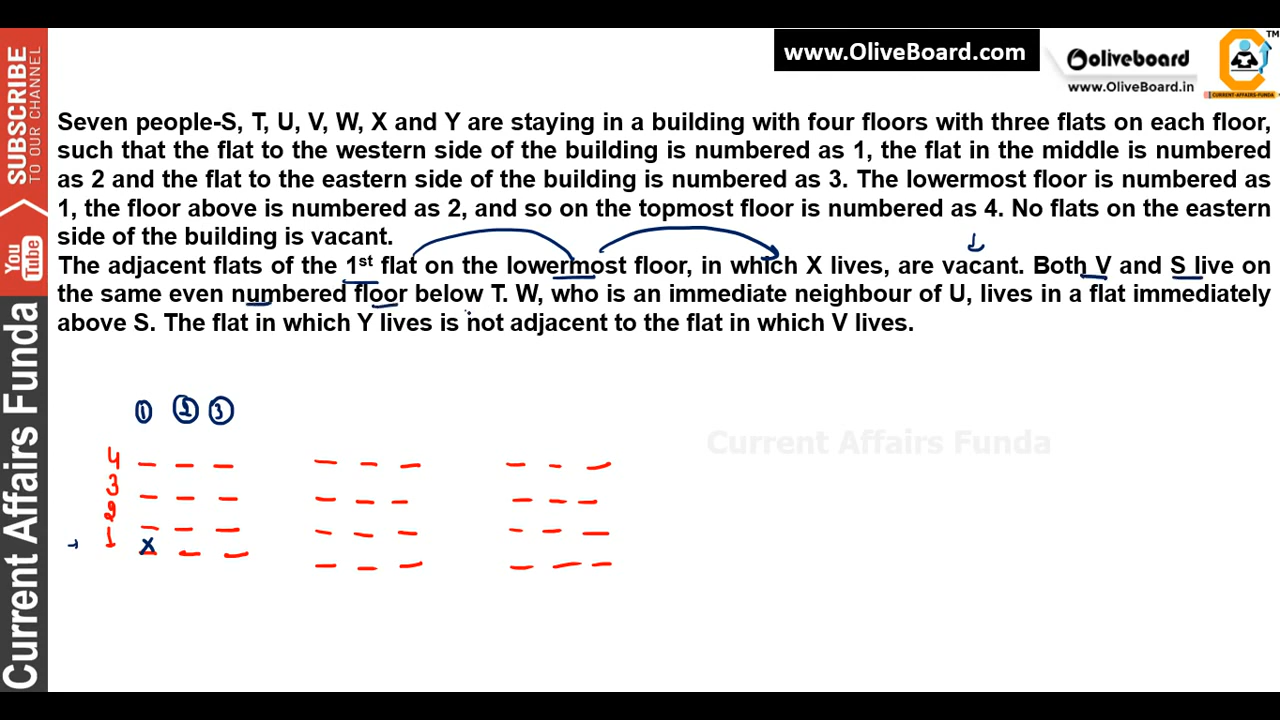 www.OliveBoard.com
oliveboard
www.OliveBoard.in
TM
CURRENT-AFFAIRS-FUNDA
SUBSCRIBE
TO OUR CHANNEL
You
Tube
Current Affairs Funda
Seven people-S, T, U, V, W, X and Y are staying in a building with four floors with three flats on each floor,
such that the flat to the western side of the building is numbered as 1, the flat in the middle is numbered
as 2 and the flat to the eastern side of the building is numbered as 3. The lowermost floor is numbered as
1, the floor above is numbered as 2, and so on the topmost floor is numbered as 4. No flats on the eastern
side of the building is vacant.
The adjacent flats of the 1st flat on the lowermost floor, in which X lives, are vacant. Both V and S live on
the same even numbered floor below T. W, who is an immediate neighbour of U, lives in a flat immediately
above S. The flat in which Y lives is not adjacent to the flat in which V lives.
1 2 3
4
3
2
1 X
Current Affairs Funda